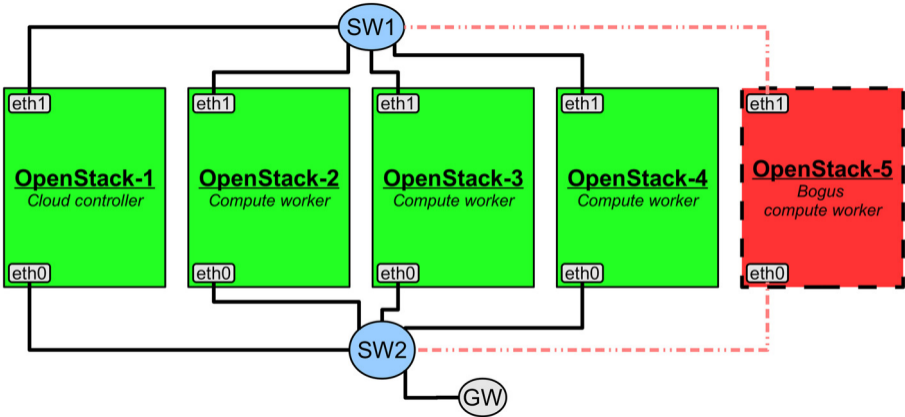 SW1
eth1
eth1
eth1
eth1
eth1
OpenStack-1
Cloud controller
OpenStack-2
Compute worker
OpenStack-3
Compute worker
OpenStack-4
Compute worker
OpenStack-5
Bogus
compute worker
eth0
eth0
eth0
eth0
eth0
SW2
GW